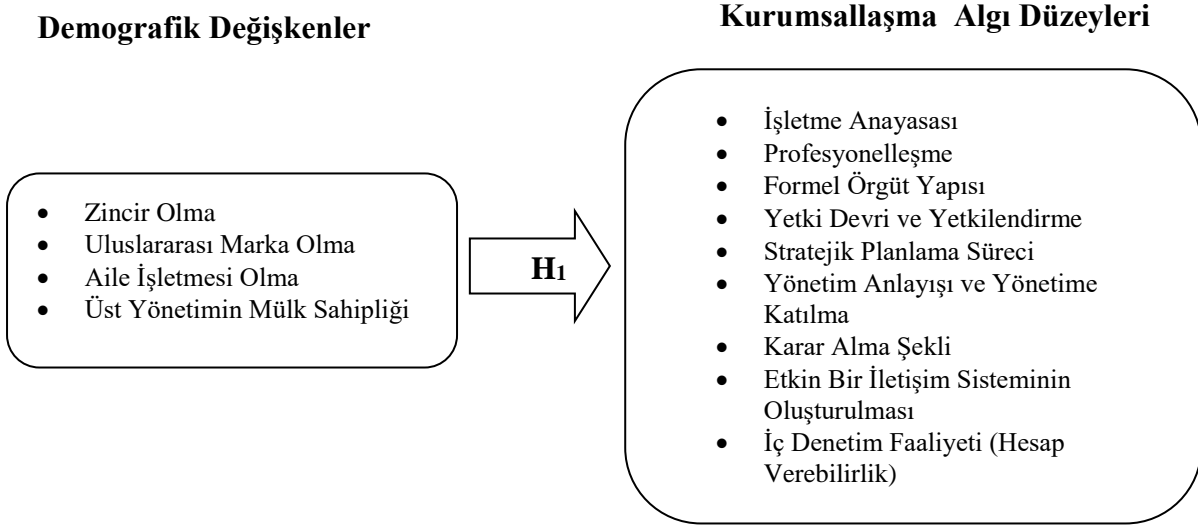 Demografik Değişkenler
Kurumsallaşma Algı Düzeyleri
• Zincir Olma
• Uluslararası Marka Olma
• Aile İşletmesi Olma
• Üst Yönetimin Mülk Sahipliği
H1
• İşletme Anayasası
• Profesyonelleşme
• Formel Örgüt Yapısı
• Yetki Devri ve Yetkilendirme
• Stratejik Planlama Süreci
• Yönetim Anlayışı ve Yönetime
Katılma
• Karar Alma Şekli
• Etkin Bir İletişim Sisteminin
Oluşturulması
• İç Denetim Faaliyeti (Hesap
Verebilirlik)